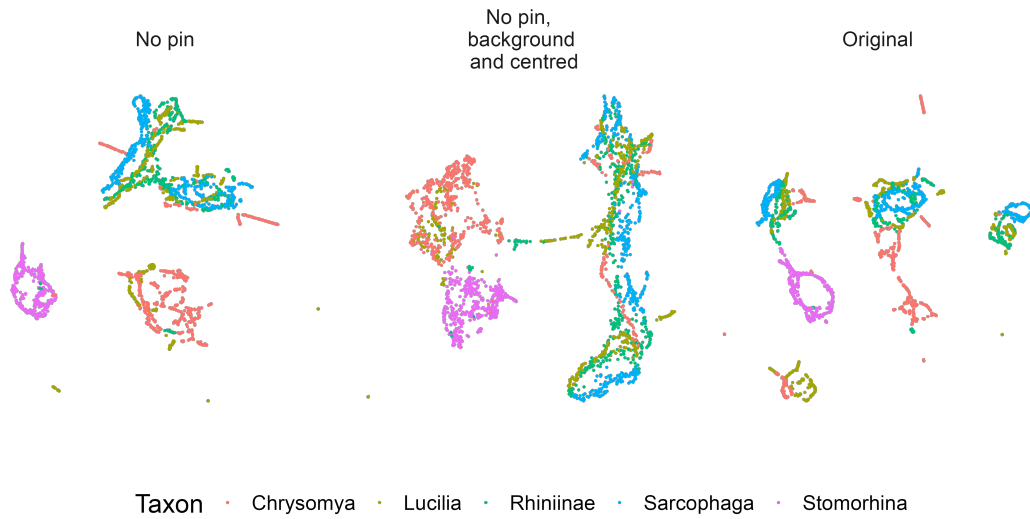 No pin
No pin,
background
and centred
Original
Taxon Chrysomya Lucilia Rhiniinae Sarcophaga Stomorhina